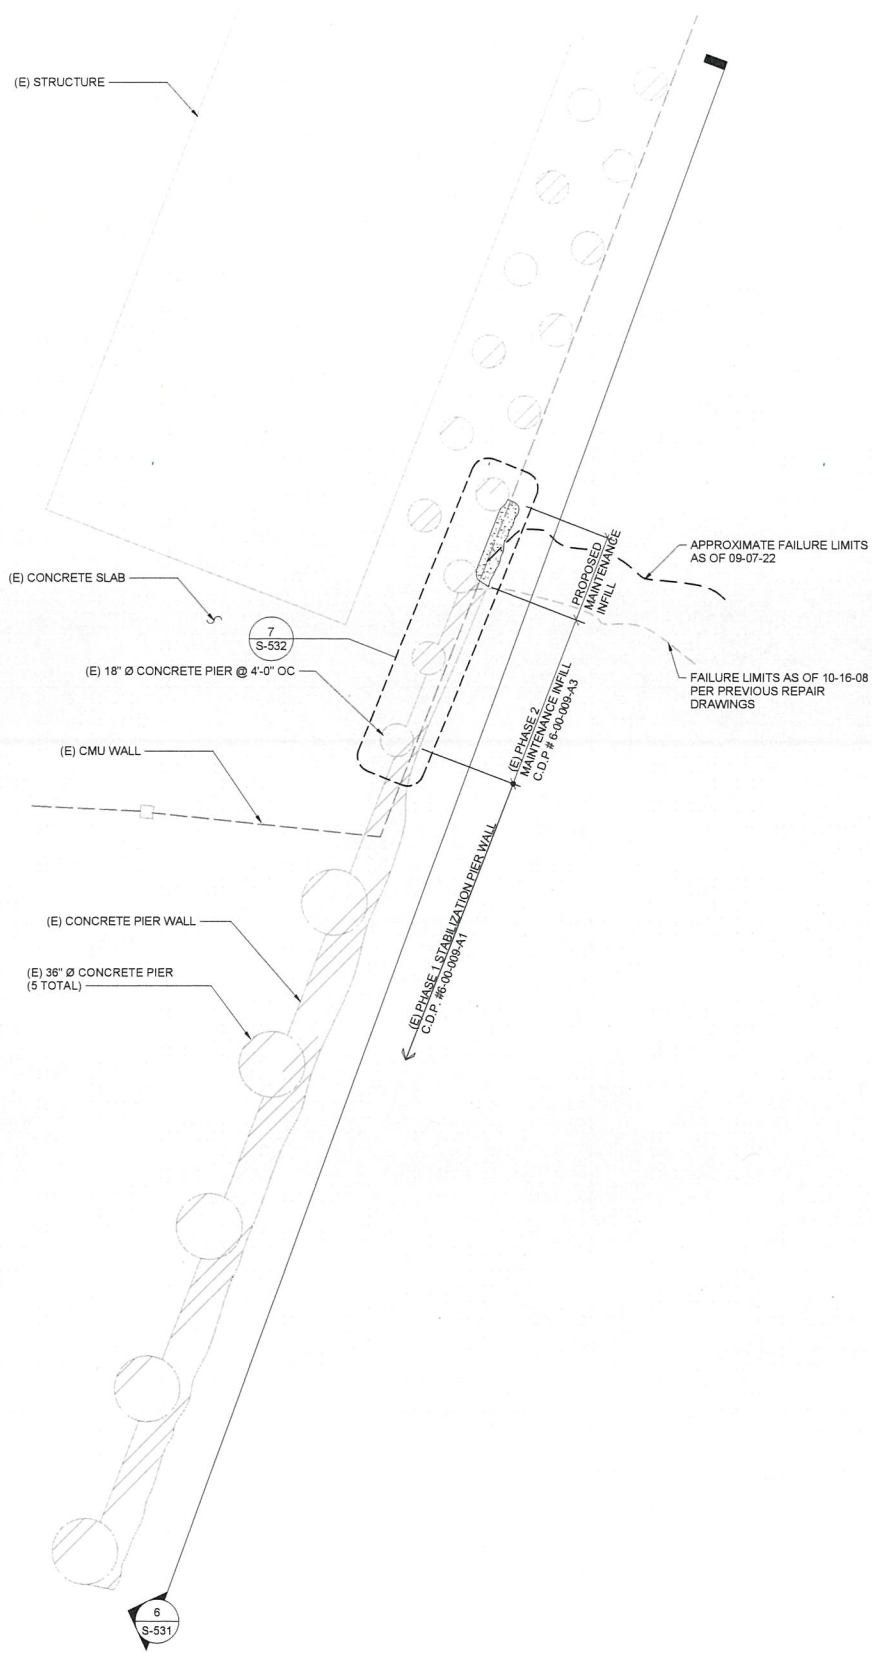 (E) STRUCTURE
APPROXIMATE FAILURE LIMITS
AS OF 09-07-22
PROPOSED
MAINTENANCE
INFILL
(E) CONCRETE SLAB
7
S-532
(E) 18" Ø CONCRETE PIER @ 4'-0" OC
FAILURE LIMITS AS OF 10-16-08
PER PREVIOUS REPAIR
DRAWINGS
(E) PHASE 2
MAINTENANCE INFILL
C.D.P # 6-00-009-A3
(E) CMU WALL
(E) PHASE 1 STABILIZATION PIER WALL
C.D.P. #6-00-009-A1
(E) CONCRETE PIER WALL
(E) 36" Ø CONCRETE PIER
(5 TOTAL)
6
S-531